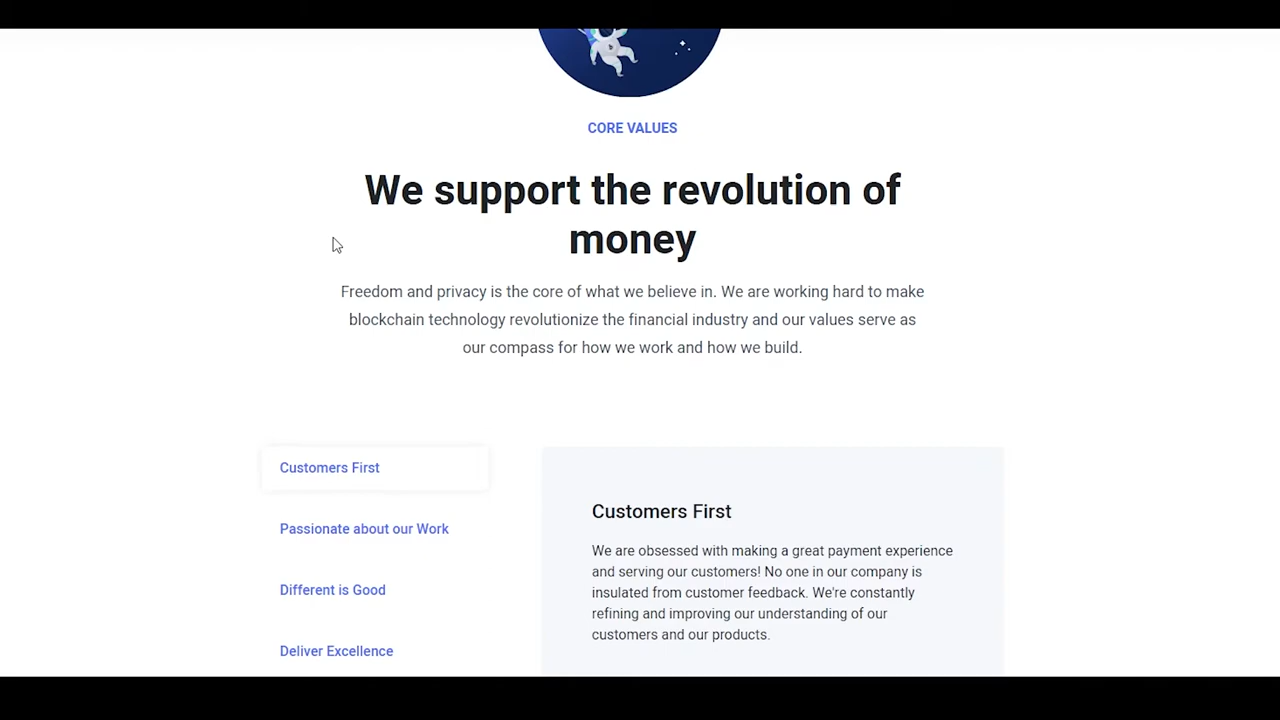 CORE VALUES
We support the revolution of
money
Freedom and privacy is the core of what we believe in. We are working hard to make
blockchain technology revolutionize the financial industry and our values serve as
our compass for how we work and how we build.
Customers First
Passionate about our Work
Different is Good
Deliver Excellence
Customers First
We are obsessed with making a great payment experience
and serving our customers! No one in our company is
insulated from customer feedback. We're constantly
refining and improving our understanding of our
customers and our products.